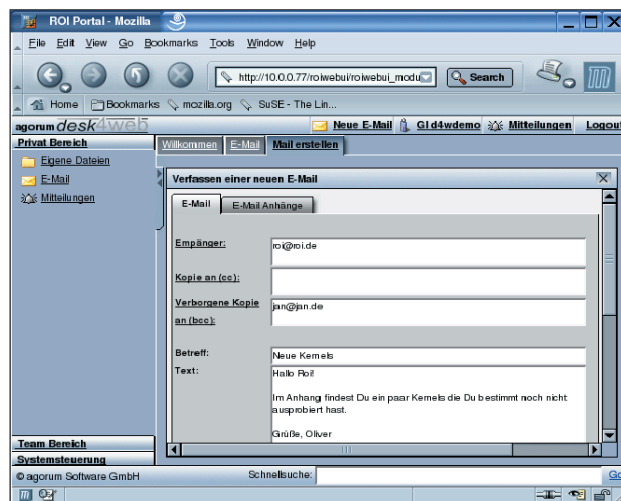 ROI Portal - Mozilla
File Edit View Go Bookmarks Tools Window Help
http://10.0.0.77/roiwebui/roiwebui_modu
Search
Home Bookmarks mozilla.org SuSE - The Lin...
agorum desk4web
Neue E-Mail G1d4wdemo Mitteilungen Logout
Privat Bereich
Willkommen E-Mail Mail erstellen
Eigene Dateien
E-Mail
Mitteilungen
Verfassen einer neuen E-Mail
E-Mail E-Mail Anhänge
Empänger:
roi@roi.de
Kopie an (cc):
Verborgene Kopie an (bcc):
jan@jan.de
Betreff:
Neue Kernels
Text:
Hallo Roi!
Im Anhang findest Du ein paar Kernels die Du bestimmt noch nicht
ausprobiert hast.
Grüße, Oliver
Team Bereich
Systemsteuerung
© agorum Software GmbH
Schnellsuche:
Go